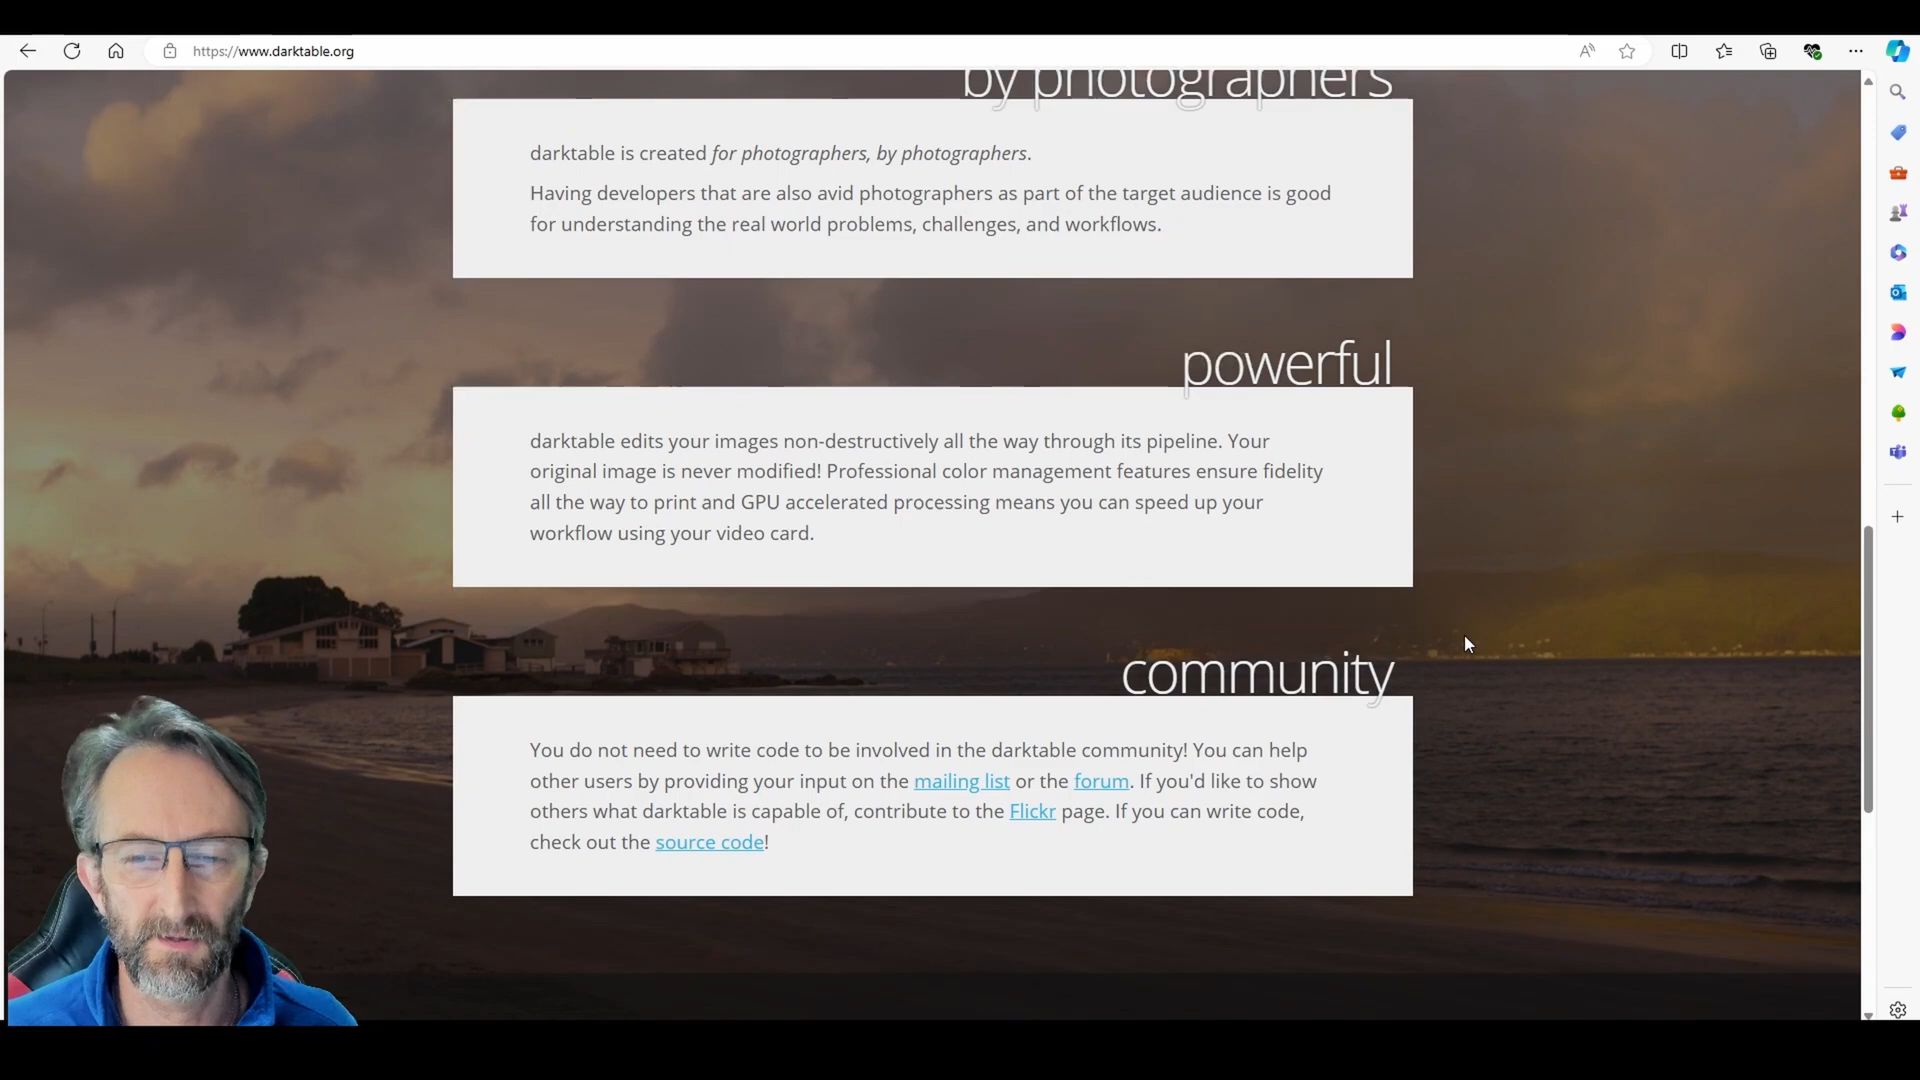 https://www.darktable.org
by photographers
darktable is created for photographers, by photographers.
Having developers that are also avid photographers as part of the target audience is good
for understanding the real world problems, challenges, and workflows.
powerful
darktable edits your images non-destructively all the way through its pipeline. Your
original image is never modified! Professional color management features ensure fidelity
all the way to print and GPU accelerated processing means you can speed up your
workflow using your video card.
community
You do not need to write code to be involved in the darktable community! You can help
other users by providing your input on the mailing list or the forum. If you'd like to show
others what darktable is capable of, contribute to the Flickr page. If you can write code,
check out the source code!